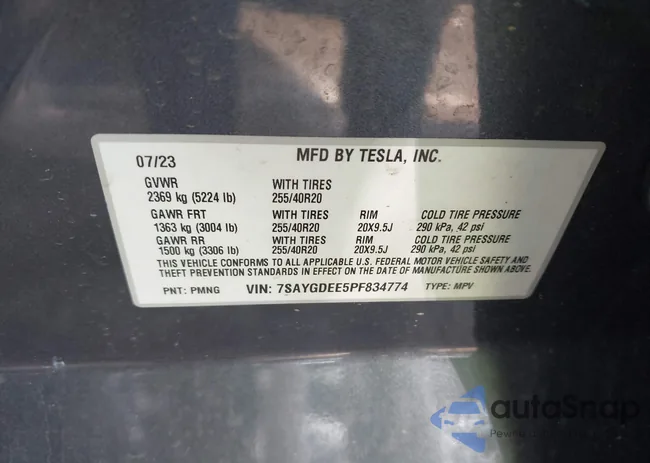 07/23 MFD BY TESLA, INC.
GVWR WITH TIRES
2369 kg (5224 lb) 255/40R20
GAWR FRT WITH TIRES RIM COLD TIRE PRESSURE
1363 kg (3004 lb) 255/40R20 20X9.5J 290 kPa, 42 psi
GAWR RR WITH TIRES RIM COLD TIRE PRESSURE
1500 kg (3306 lb) 255/40R20 20X9.5J 290 kPa, 42 psi
THIS VEHICLE CONFORMS TO ALL APPLICABLE U.S. FEDERAL MOTOR VEHICLE SAFETY AND
THEFT PREVENTION STANDARDS IN EFFECT ON THE DATE OF MANUFACTURE SHOWN ABOVE.
PNT: PMNG VIN: 7SAYGDEE5PF834774 TYPE: MPV
autoSnap